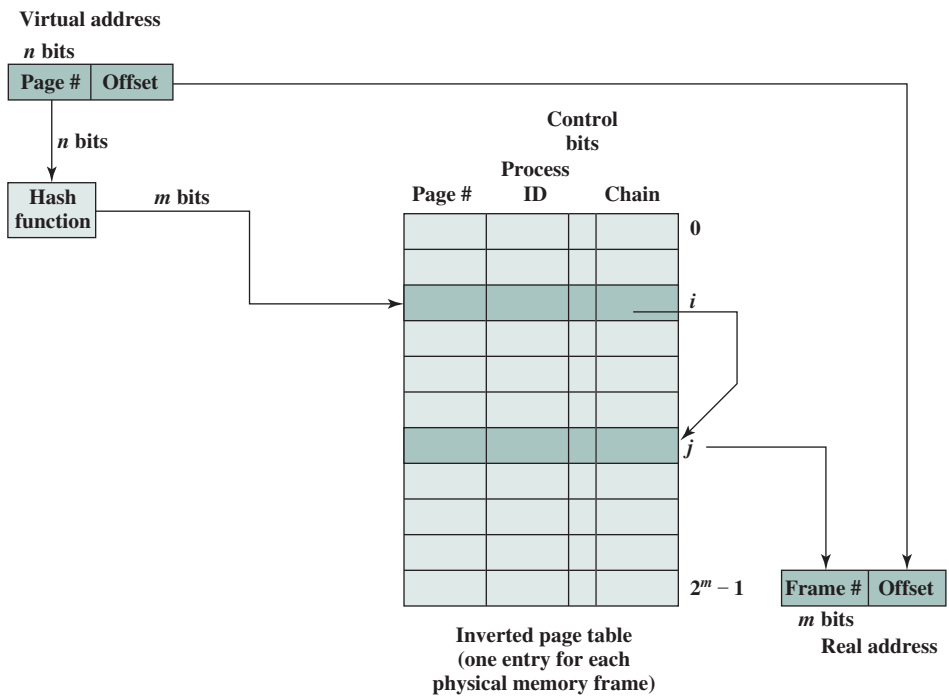 Virtual address
n bits
Page # Offset
n bits
Hash
function
m bits
Control
bits
Process
Page # ID Chain
0
i
j
2^m – 1
Frame # Offset
m bits
Real address
Inverted page table
(one entry for each
physical memory frame)